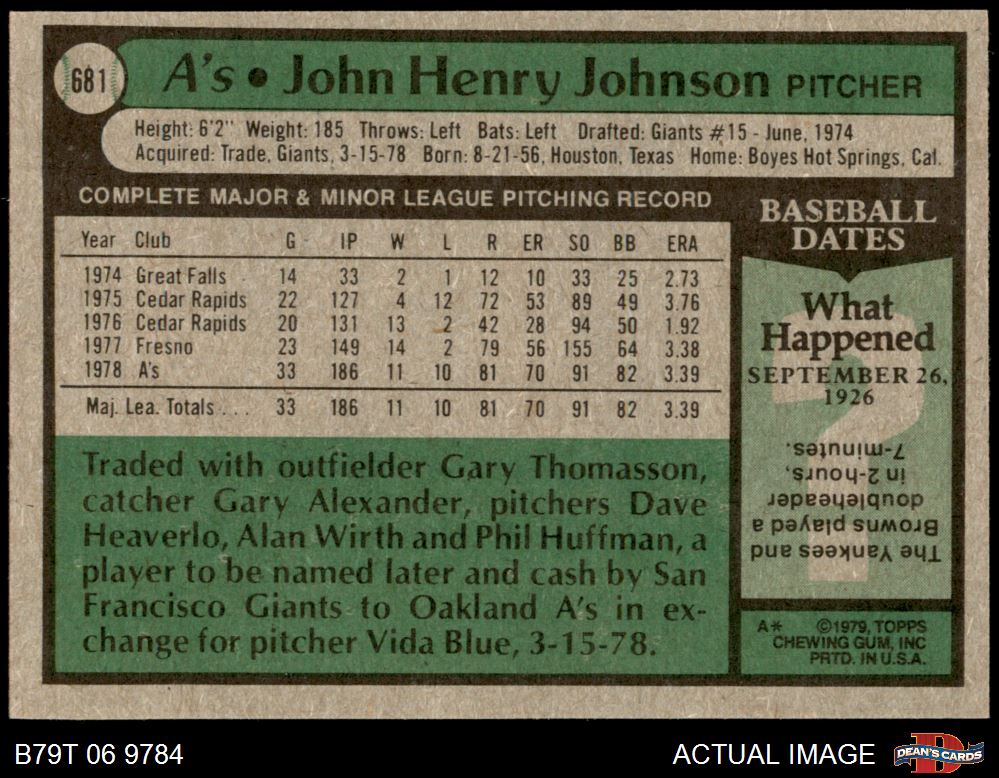 681
A's • John Henry Johnson PITCHER
Height: 6'2" Weight: 185 Throws: Left Bats: Left Drafted: Giants #15 - June, 1974
Acquired: Trade, Giants, 3-15-78 Born: 8-21-56, Houston, Texas Home: Boyes Hot Springs, Cal.
COMPLETE MAJOR & MINOR LEAGUE PITCHING RECORD
Year Club G IP W L R ER SO BB ERA
1974 Great Falls 14 33 2 1 12 10 33 25 2.73
1975 Cedar Rapids 22 127 4 12 72 53 89 49 3.76
1976 Cedar Rapids 20 131 13 2 42 28 94 50 1.92
1977 Fresno 23 149 14 2 79 56 155 64 3.38
1978 A's 33 186 11 10 81 70 91 82 3.39
Maj. Lea. Totals . . . 33 186 11 10 81 70 91 82 3.39
Traded with outfielder Gary Thomasson,
catcher Gary Alexander, pitchers Dave
Heaverlo, Alan Wirth and Phil Huffman, a
player to be named later and cash by San
Francisco Giants to Oakland A's in ex-
change for pitcher Vida Blue, 3-15-78.
BASEBALL
DATES
What
Happened
SEPTEMBER 26,
1926
The Yankees and
Browns played a
doubleheader
in 2-hours,
7-minutes.
A* ©1979, TOPPS
CHEWING GUM, INC
PRTD. IN U.S.A.
B79T 06 9784
ACTUAL IMAGE
DEAN'S CARDS